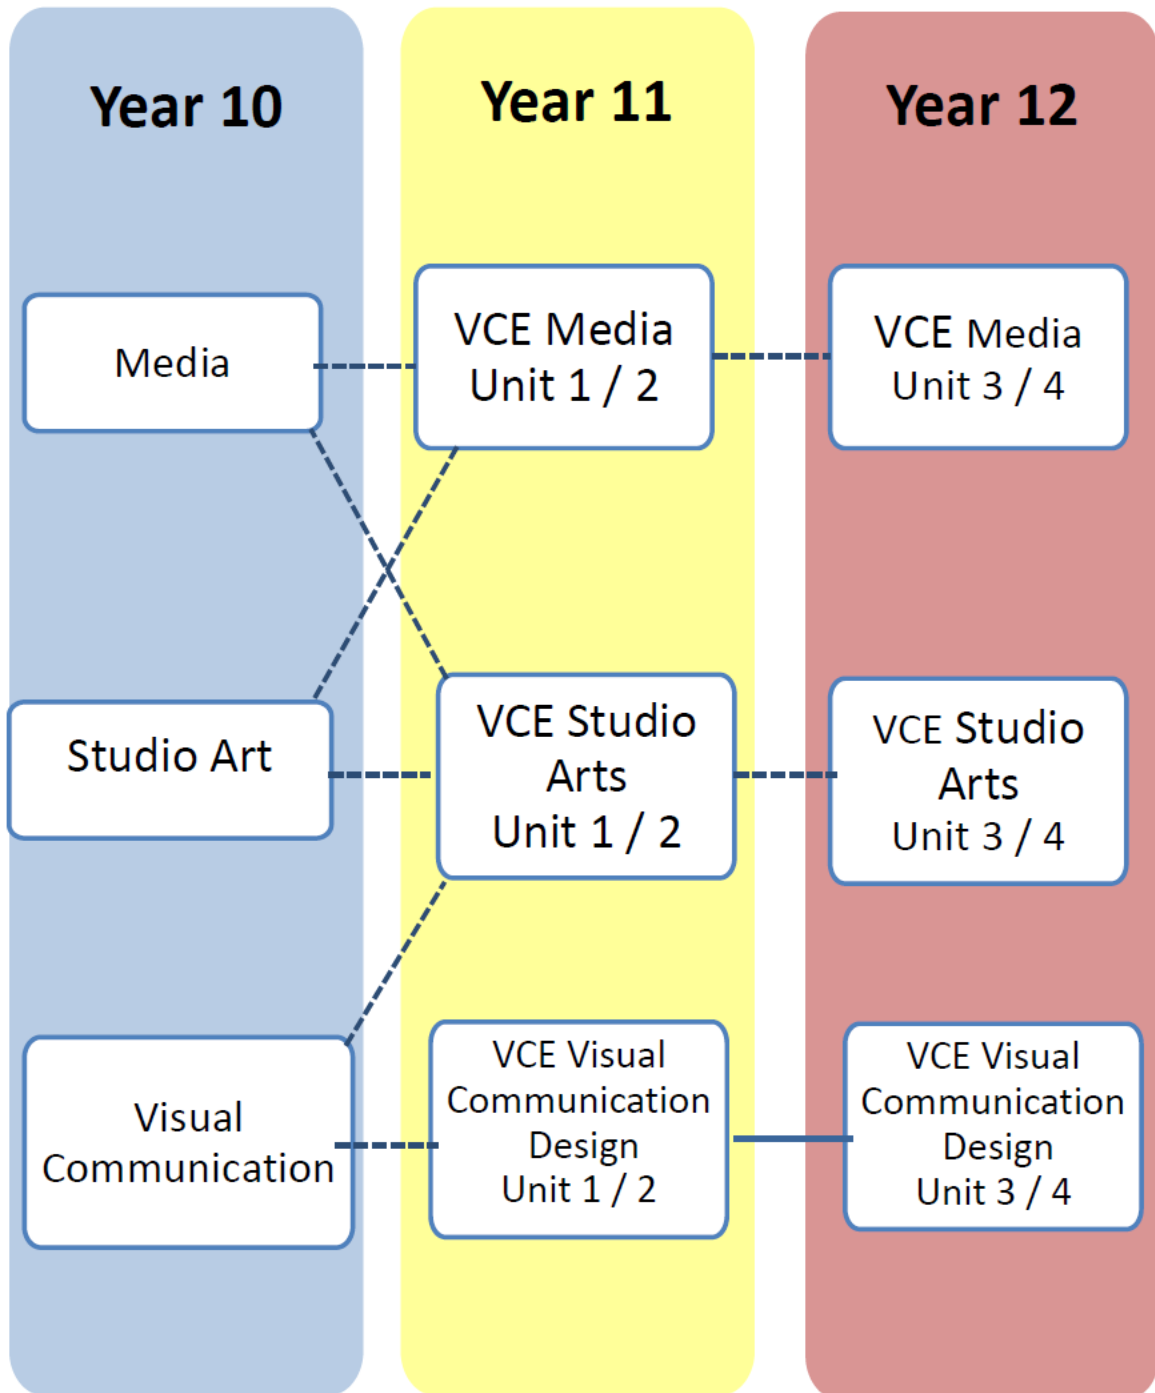 Year 10
Year 11
Year 12
Media
VCE Media
Unit 1 / 2
VCE Media
Unit 3 / 4
Studio Art
VCE Studio
Arts
Unit 1 / 2
VCE Studio
Arts
Unit 3 / 4
Visual
Communication
VCE Visual
Communication
Design
Unit 1 / 2
VCE Visual
Communication
Design
Unit 3 / 4